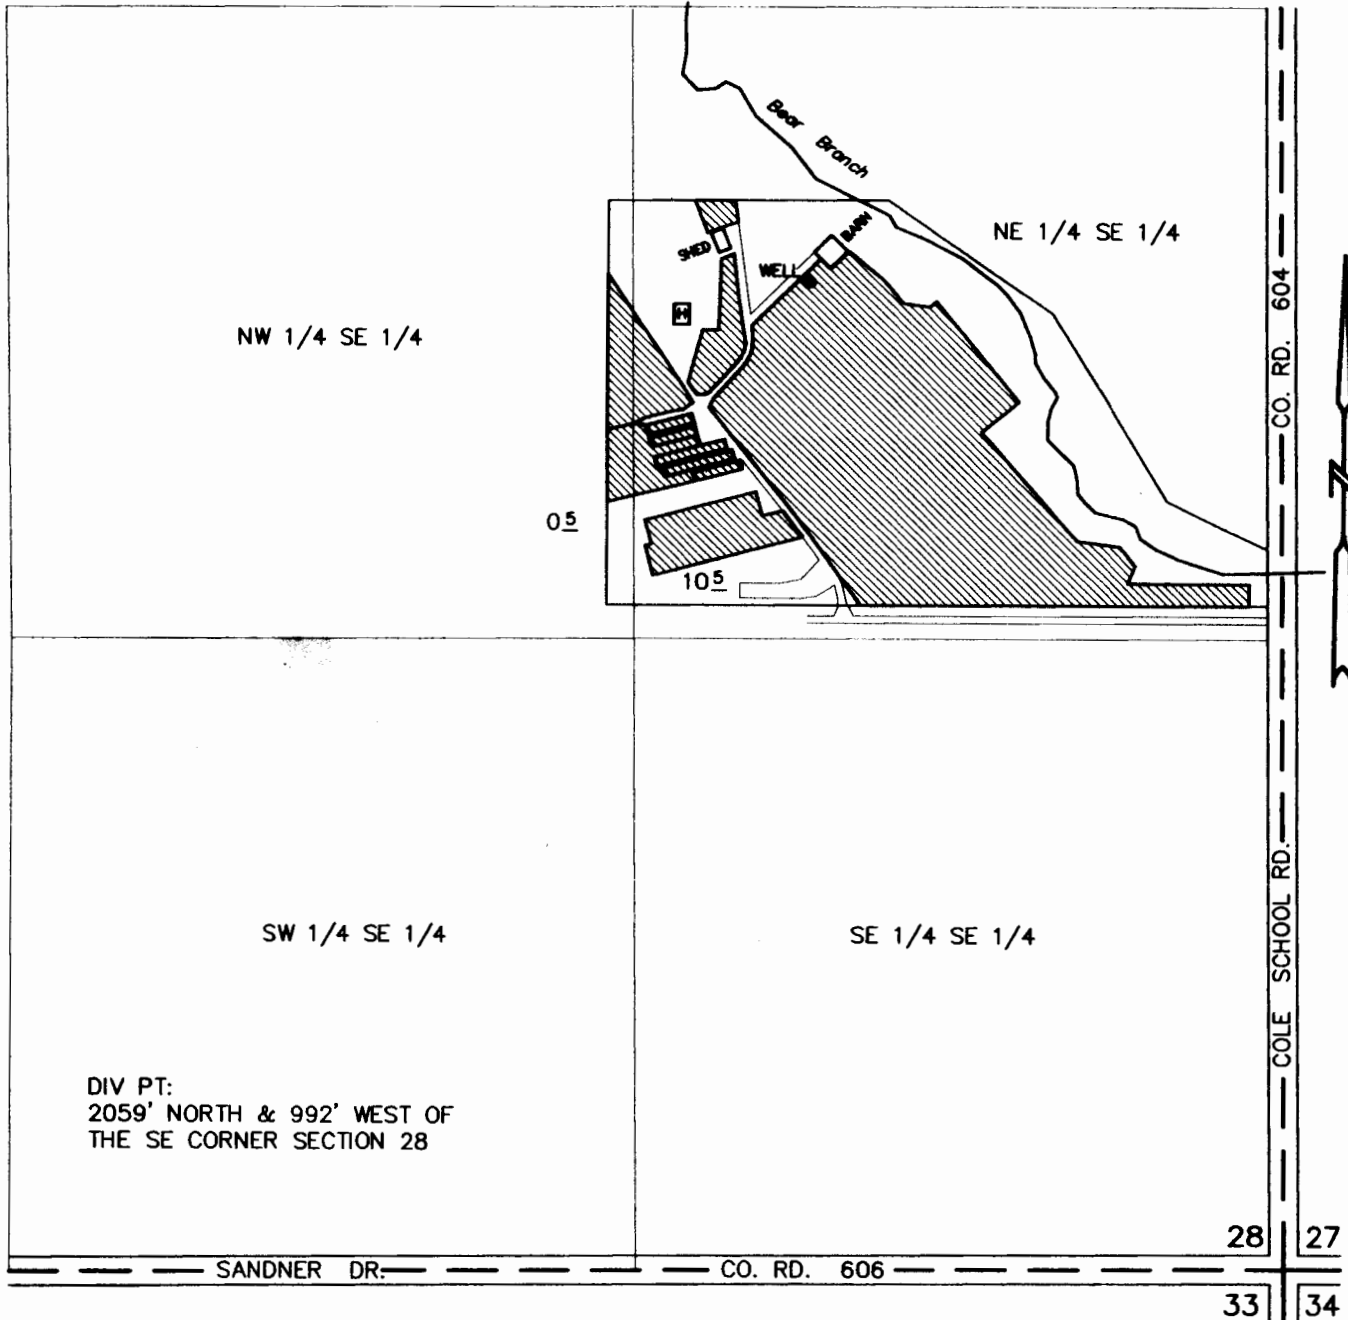 Bear Branch
NE 1/4 SE 1/4
BARN
SHED
WELL
H
NW 1/4 SE 1/4
CO. RD. 604
05
105
SW 1/4 SE 1/4
SE 1/4 SE 1/4
COLE SCHOOL RD.
DIV PT:
2059' NORTH & 992' WEST OF
THE SE CORNER SECTION 28
28
27
SANDNER DR.
CO. RD. 606
33
34